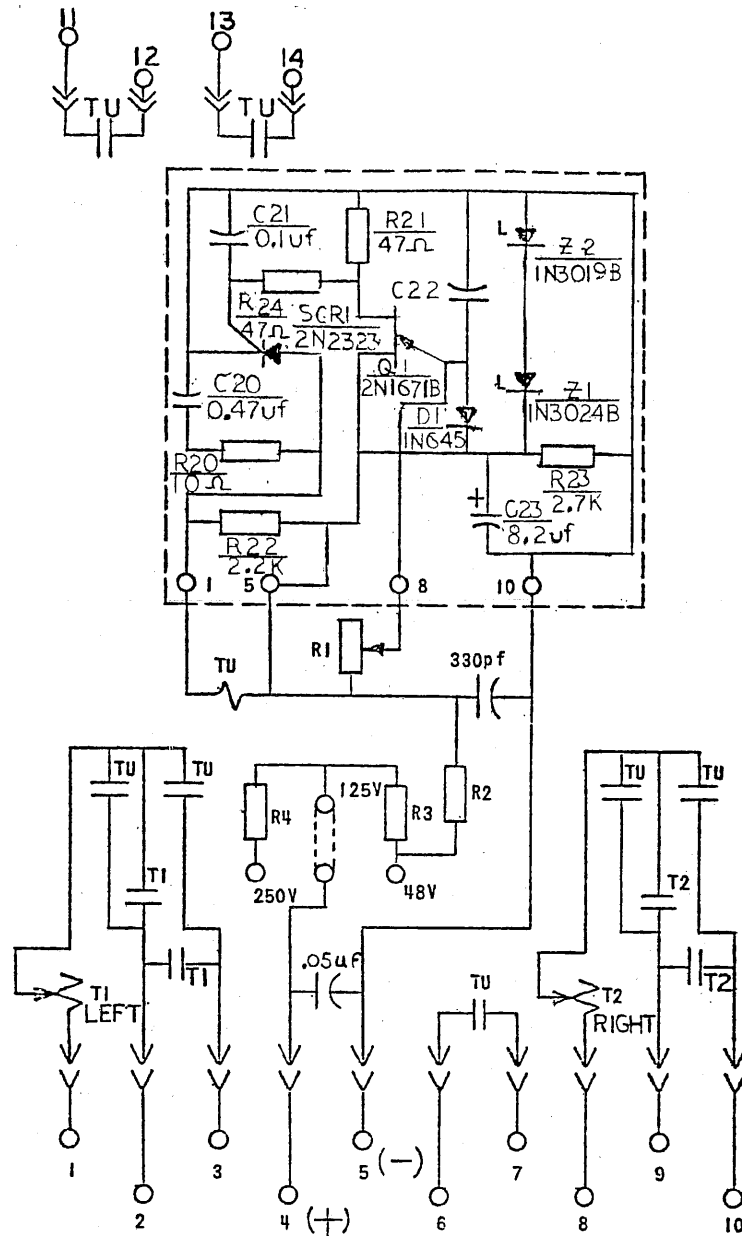 11
13
12
14
TU
TU
C21
0.1uf
R21
47Ω
Z2
1N3019B
L
C22
R24
47Ω
SCR1
2N2323
Q1
2N1671B
L
Z1
1N3024B
C20
0.47uf
D1
1N645
R20
10Ω
R23
2.7K
+
C23
8.2uf
R22
2.2K
1
5
8
10
R1
330pf
TU
TU
TU
125V
R4
R3
R2
TU
TU
T1
250V
48V
T2
.05uf
T1
T1
LEFT
TU
T2
T2
RIGHT
1
3
5 (-)
7
9
2
4 (+)
6
8
10